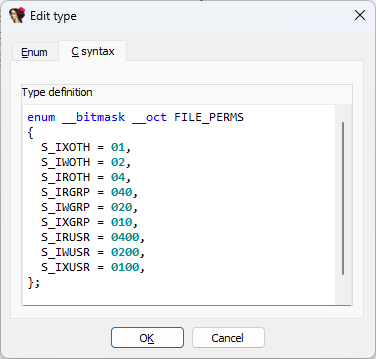 Edit type
Enum
C syntax
Type definition
enum __bitmask __oct FILE_PERMS
{
  S_IXOTH = 01,
  S_IWOTH = 02,
  S_IROTH = 04,
  S_IRGRP = 040,
  S_IWGRP = 020,
  S_IXGRP = 010,
  S_IRUSR = 0400,
  S_IWUSR = 0200,
  S_IXUSR = 0100,
};
OK
Cancel